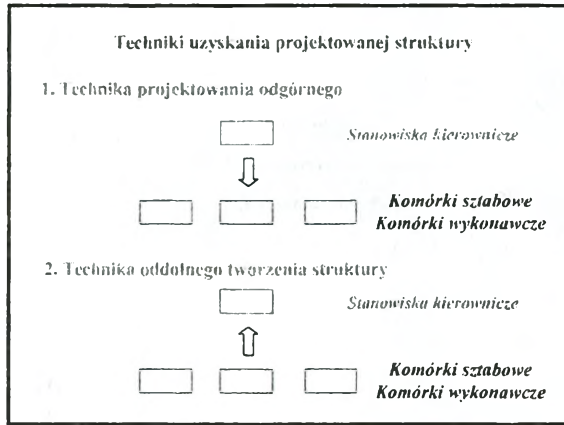 Techniki uzyskania projektowanej struktury
1. Technika projektowania odgórnego
Stanowiska kierownicze
Komórki sztabowe
Komórki wykonawcze
2. Technika oddolnego tworzenia struktury
Stanowiska kierownicze
Komórki sztabowe
Komórki wykonawcze